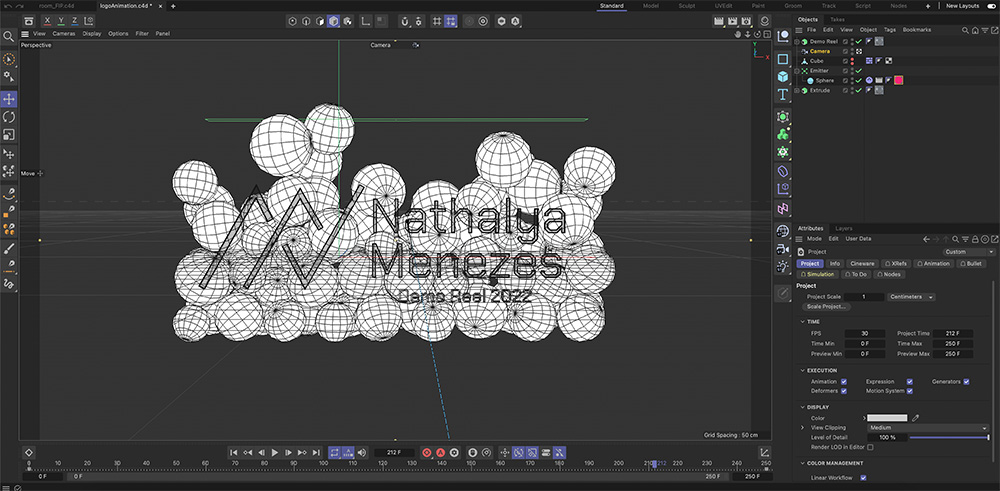 room_FIP.c4d
logoAnimation.c4d *
Standard
Model
Sculpt
UVEdit
Paint
Groom
Track
Script
Nodes
New Layouts
X
Y
Z
View
Cameras
Display
Options
Filter
Panel
Perspective
Camera
Y
X
Move
Nathalya
Menezes
Demo Reel 2022
Grid Spacing : 50 cm
Objects
Takes
File
Edit
View
Object
Tags
Bookmarks
Demo Reel
Camera
Cube
Emitter
Sphere
Extrude
Attributes
Layers
Mode
Edit
User Data
Project
Custom
Project
Info
Cineware
XRefs
Animation
Bullet
Simulation
To Do
Nodes
Project
Project Scale
1
Centimeters
Scale Project...
TIME
FPS
30
Project Time
212 F
Time Min
0 F
Time Max
250 F
Preview Min
0 F
Preview Max
250 F
EXECUTION
Animation
Expression
Generators
Deformers
Motion System
DISPLAY
Color
View Clipping
Medium
Level of Detail
100 %
Render LOD in Editor
COLOR MANAGEMENT
Linear Workflow
212 F
0 10 20 30 40 50 60 70 80 90 100 110 120 130 140 150 160 170 180 190 200 210 212 220 230 240 250
0 F
0 F
250 F
250 F